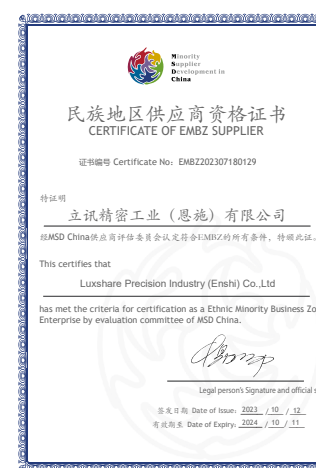 Minority
Supplier
Development in
China
民族地区供应商资格证书
CERTIFICATE OF EMBZ SUPPLIER
证书编号 Certificate No: EMBZ202307180129
特证明
立讯精密工业（恩施）有限公司
经MSD China供应商评估委员会认定符合EMBZ的所有条件，特颁此证。
This certifies that
Luxshare Precision Industry (Enshi) Co.,Ltd
has met the criteria for certification as a Ethnic Minority Business Zo
Enterprise by evaluation committee of MSD China.
Legal person's Signature and official s
签发日期 Date of Issue: 2023 / 10 / 12
有效期至 Date of Expiry: 2024 / 10 / 11